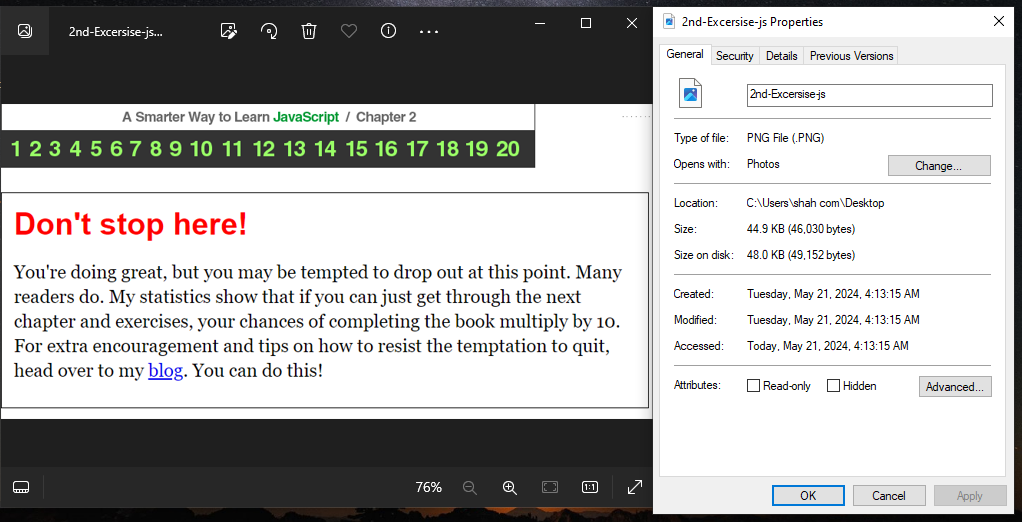 2nd-Excersise-js...
A Smarter Way to Learn JavaScript / Chapter 2
1 2 3 4 5 6 7 8 9 10 11 12 13 14 15 16 17 18 19 20
Don't stop here!
You're doing great, but you may be tempted to drop out at this point. Many
readers do. My statistics show that if you can just get through the next
chapter and exercises, your chances of completing the book multiply by 10.
For extra encouragement and tips on how to resist the temptation to quit,
head over to my blog. You can do this!
76%
1:1
2nd-Excersise-js Properties
General Security Details Previous Versions
2nd-Excersise-js
Type of file: PNG File (.PNG)
Opens with: Photos Change...
Location: C:\Users\shah com\Desktop
Size: 44.9 KB (46,030 bytes)
Size on disk: 48.0 KB (49,152 bytes)
Created: Tuesday, May 21, 2024, 4:13:15 AM
Modified: Tuesday, May 21, 2024, 4:13:15 AM
Accessed: Today, May 21, 2024, 4:13:15 AM
Attributes: Read-only Hidden Advanced...
OK Cancel Apply